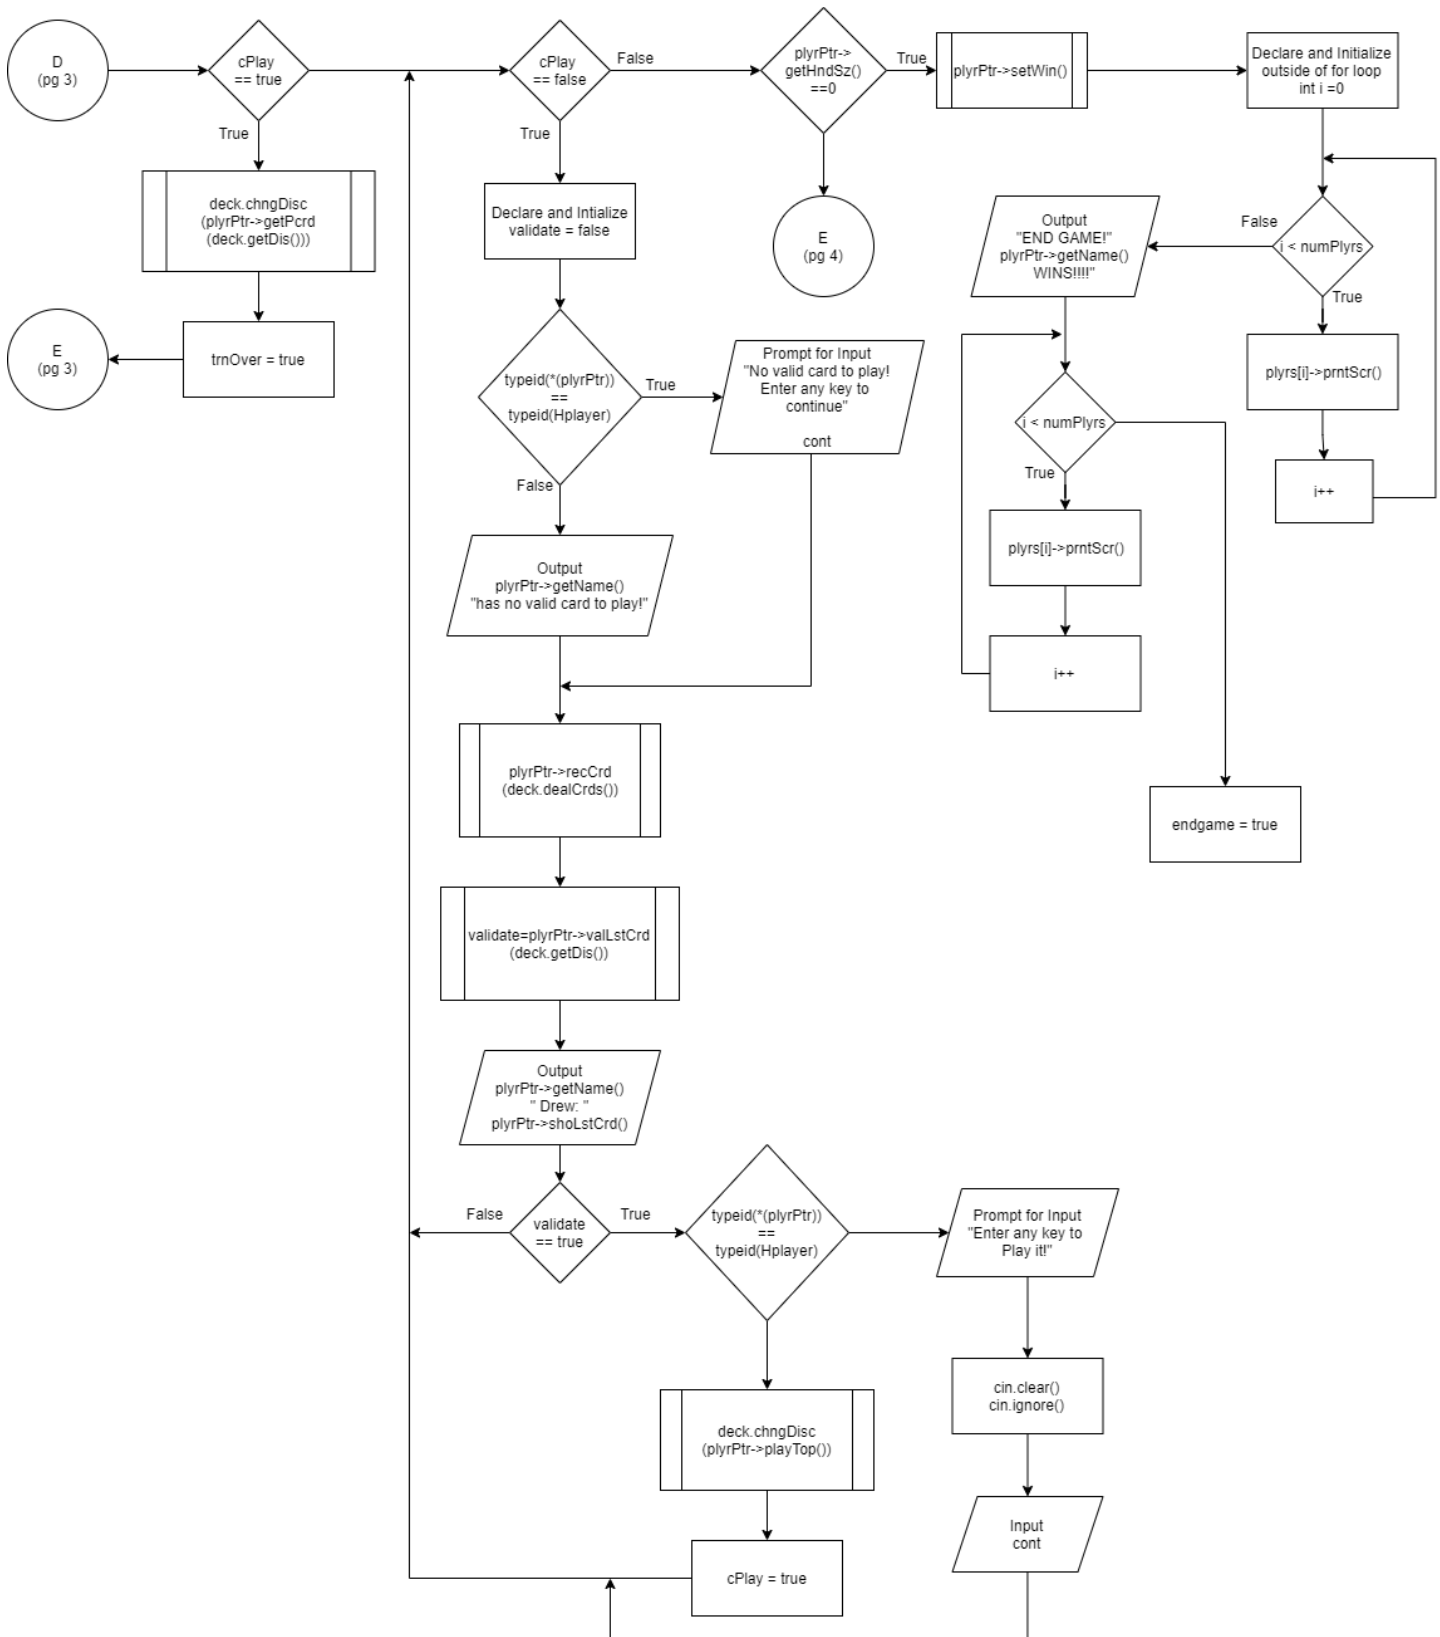 D
(pg 3)
cPlay
== true
True
deck.chngDisc
(plyrPtr->getPcrd
(deck.getDis()))
trnOver = true
E
(pg 3)
cPlay
== false
False
True
Declare and Intialize
validate = false
typeid(*(plyrPtr))
==
typeid(Hplayer)
True
False
Prompt for Input
"No valid card to play!
Enter any key to
continue"
cont
Output
plyrPtr->getName()
"has no valid card to play!"
plyrPtr->recCrd
(deck.dealCrds())
validate=plyrPtr->valLstCrd
(deck.getDis())
Output
plyrPtr->getName()
" Drew: "
plyrPtr->shoLstCrd()
validate
== true
False
True
typeid(*(plyrPtr))
==
typeid(Hplayer)
Prompt for Input
"Enter any key to
Play it!"
cin.clear()
cin.ignore()
Input
cont
deck.chngDisc
(plyrPtr->playTop())
cPlay = true
plyrPtr->
getHndSz()
==0
True
E
(pg 4)
plyrPtr->setWin()
Declare and Initialize
outside of for loop
int i =0
i < numPlyrs
False
True
plyrs[i]->prntScr()
i++
Output
"END GAME!"
plyrPtr->getName()
WINS!!!!"
i < numPlyrs
True
plyrs[i]->prntScr()
i++
endgame = true